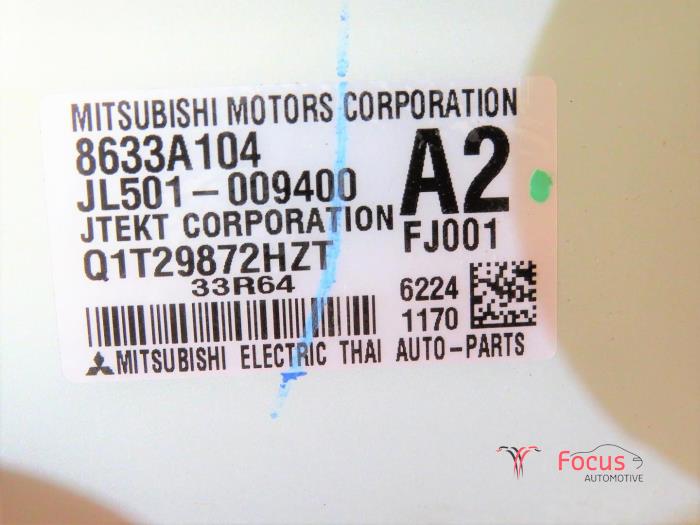 MITSUBISHI MOTORS CORPORATION
8633A104
JL501-009400
A2
JTEKT CORPORATION
FJ001
Q1T29872HZT
33R64
6224
1170
MITSUBISHI ELECTRIC THAI AUTO-PARTS
Focus
AUTOMOTIVE